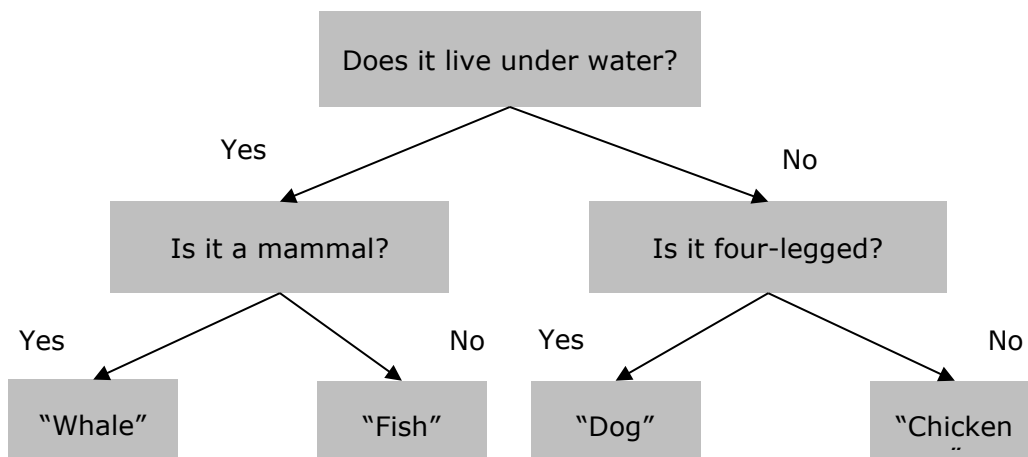 Does it live under water?
Yes
No
Is it a mammal?
Is it four-legged?
Yes
No
Yes
No
“Whale”
“Fish”
“Dog”
“Chicken
”